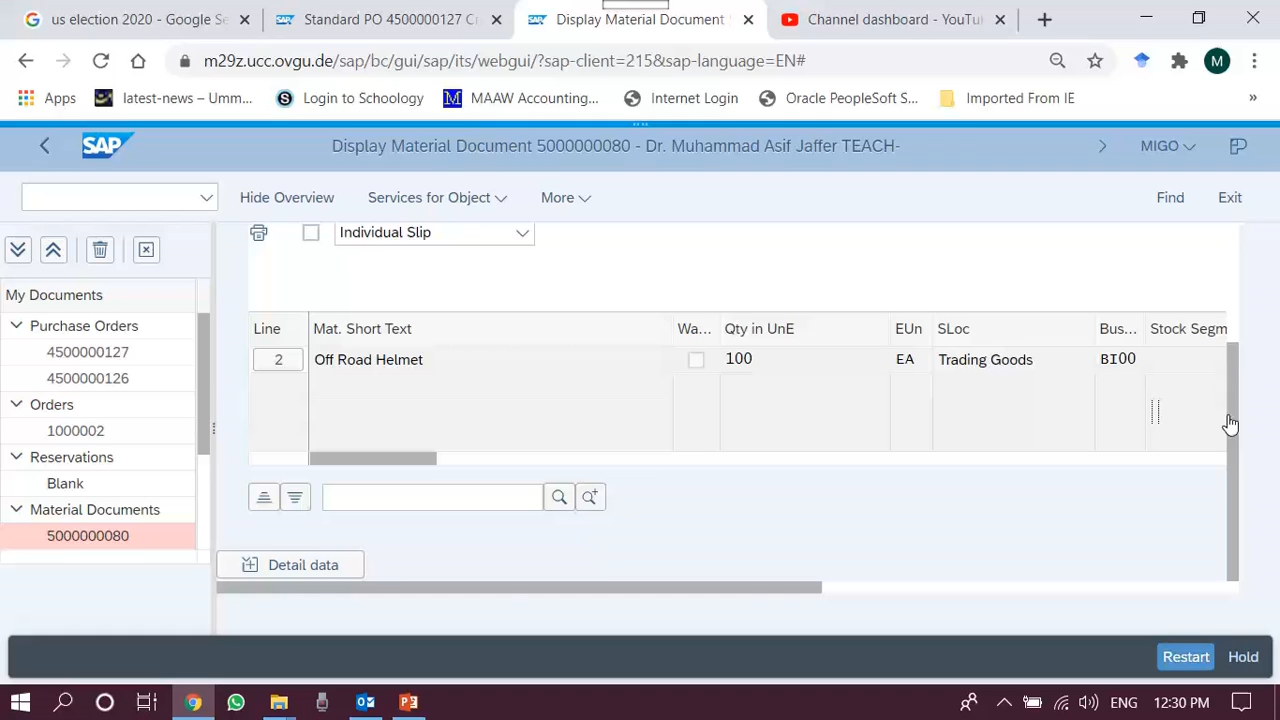 us election 2020 - Google Se
Standard PO 4500000127 Cr
Display Material Document 5
Channel dashboard - YouTu
m29z.ucc.ovgu.de/sap/bc/gui/sap/its/webgui/?sap-client=215&sap-language=EN#
M
Apps
latest-news – Umm...
S Login to Schoology
M MAAW Accounting...
Internet Login
Oracle PeopleSoft S...
Imported From IE
»
SAP
Display Material Document 5000000080 - Dr. Muhammad Asif Jaffer TEACH-
MIGO
Hide Overview
Services for Object
More
Find
Exit
Individual Slip
My Documents
Purchase Orders
4500000127
4500000126
Orders
1000002
Reservations
Blank
Material Documents
5000000080
Line Mat. Short Text Wa... Qty in UnE EUn SLoc Bus... Stock Segm
2 Off Road Helmet 100 EA Trading Goods BI00
Detail data
Restart Hold
ENG 12:30 PM